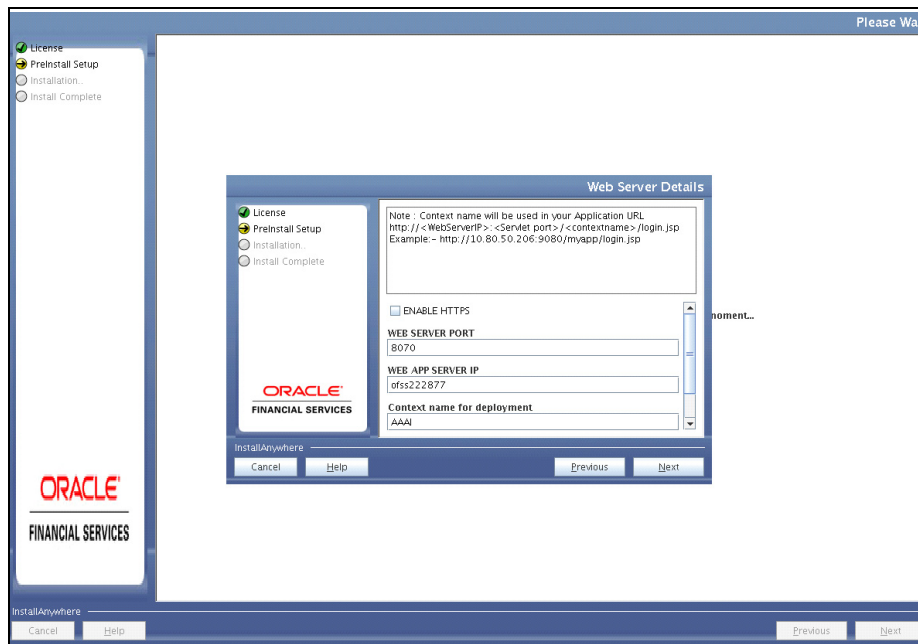 Please Wa
License
PreInstall Setup
Installation..
Install Complete
Web Server Details
License
PreInstall Setup
Installation..
Install Complete
Note : Context name will be used in your Application URL
http://<WebServerIP>:<Servlet port>/<contextname>/login.jsp
Example:- http://10.80.50.206:9080/myapp/login.jsp
ENABLE HTTPS
noment...
WEB SERVER PORT
8070
WEB APP SERVER IP
ofss222877
Context name for deployment
AAAI
ORACLE
FINANCIAL SERVICES
InstallAnywhere
Cancel
Help
Previous
Next
ORACLE
FINANCIAL SERVICES
InstallAnywhere
Cancel
Help
Previous
Next